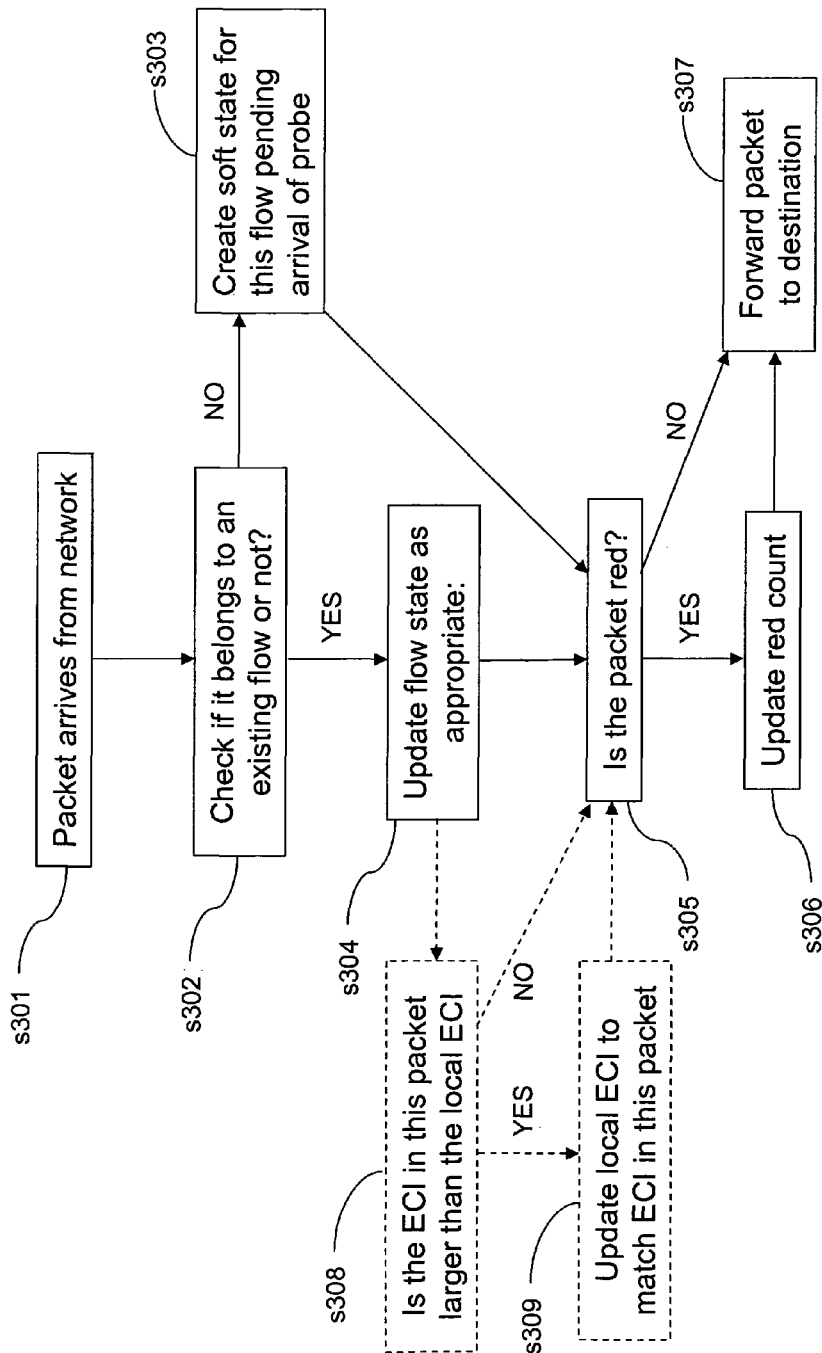 s301
Packet arrives from network
s302
Check if it belongs to an
existing flow or not?
NO
s303
Create soft state for
this flow pending
arrival of probe
YES
s304
Update flow state as
appropriate:
s308
Is the ECI in this packet
larger than the local ECI
NO
YES
s309
Update local ECI to
match ECI in this packet
s305
Is the packet red?
NO
YES
s306
Update red count
s307
Forward packet
to destination